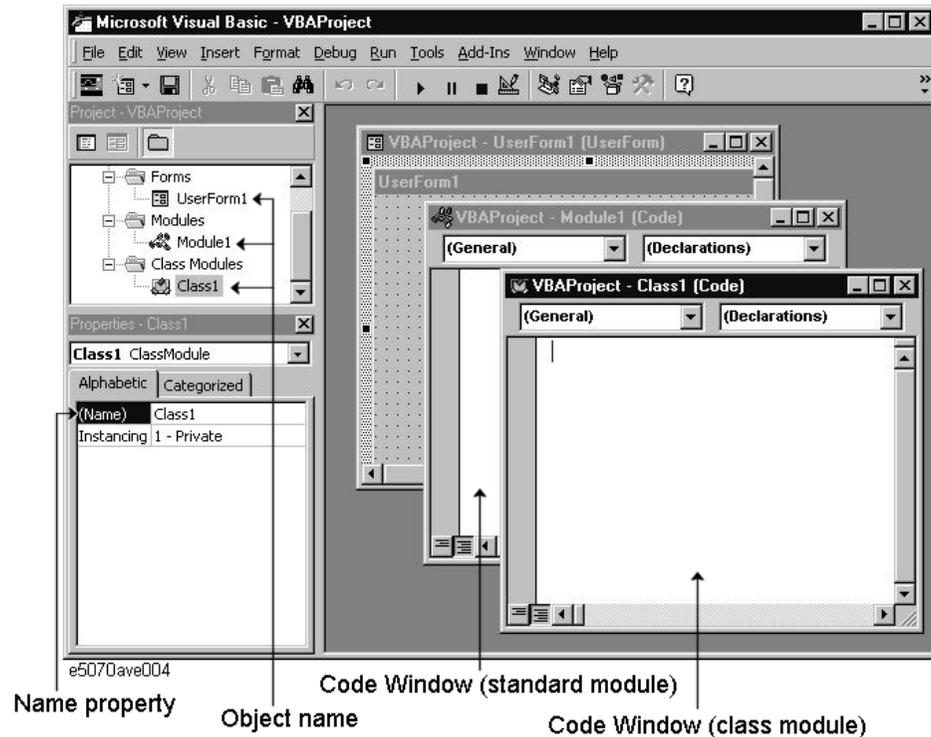 Microsoft Visual Basic - VBAProject
File Edit View Insert Format Debug Run Tools Add-Ins Window Help
Project - VBAProject
Forms
UserForm1
Modules
Module1
Class Modules
Class1
Properties - Class1
Class1 ClassModule
Alphabetic Categorized
(Name) Class1
Instancing 1 - Private
VBAProject - UserForm1 (UserForm)
UserForm1
VBAProject - Module1 (Code)
(General) (Declarations)
VBAProject - Class1 (Code)
(General) (Declarations)
e5070ave004
Name property
Object name
Code Window (standard module)
Code Window (class module)